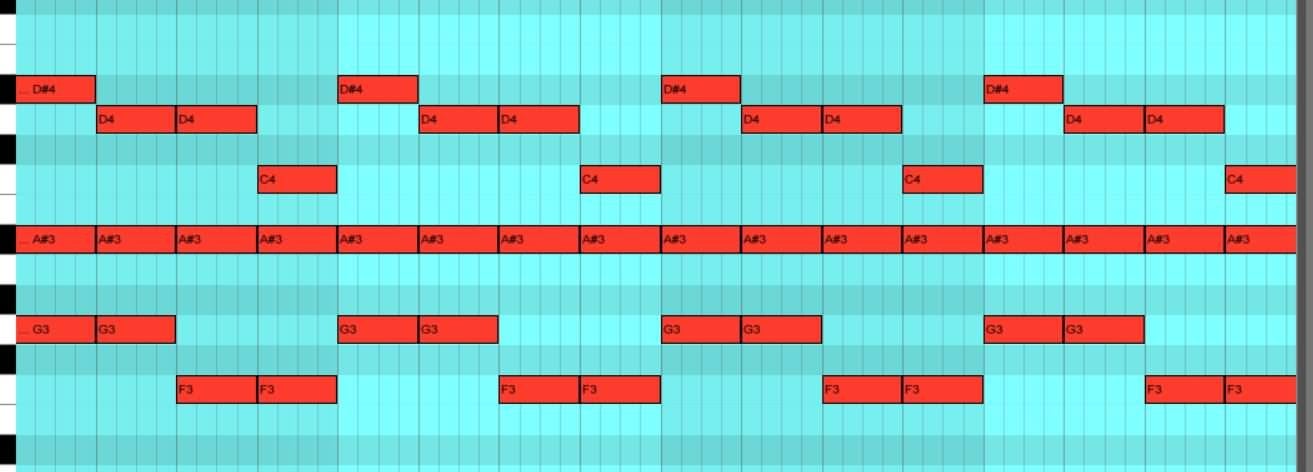 ... D#4 D#4 D#4 D#4
D4 D4 D4 D4 D4 D4 D4 D4
C4 C4 C4 C4
... A#3 A#3 A#3 A#3 A#3 A#3 A#3 A#3 A#3 A#3 A#3 A#3 A#3 A#3 A#3 A#3
... G3 G3 G3 G3 G3 G3 G3 G3
F3 F3 F3 F3 F3 F3 F3 F3